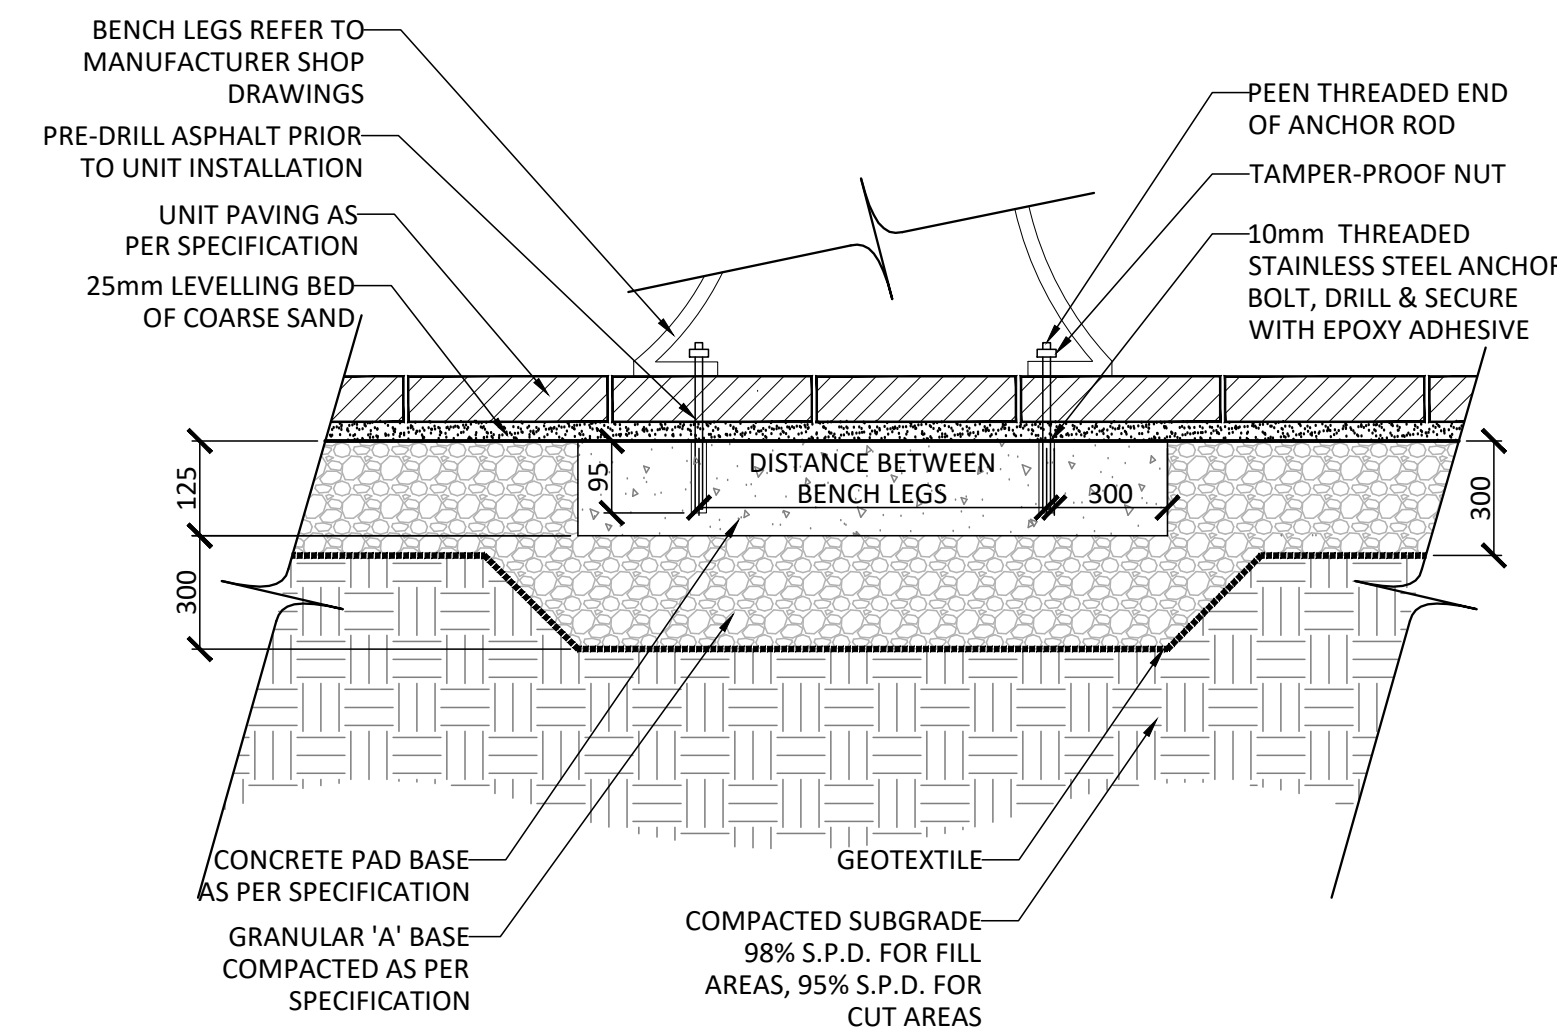 BENCH LEGS REFER TO
MANUFACTURER SHOP
DRAWINGS
PRE-DRILL ASPHALT PRIOR
TO UNIT INSTALLATION
UNIT PAVING AS
PER SPECIFICATION
25mm LEVELLING BED
OF COARSE SAND
PEEN THREADED END
OF ANCHOR ROD
TAMPER-PROOF NUT
10mm THREADED
STAINLESS STEEL ANCHOR
BOLT, DRILL & SECURE
WITH EPOXY ADHESIVE
125
300
95
DISTANCE BETWEEN
BENCH LEGS
300
300
CONCRETE PAD BASE
AS PER SPECIFICATION
GRANULAR 'A' BASE
COMPACTED AS PER
SPECIFICATION
GEOTEXTILE
COMPACTED SUBGRADE
98% S.P.D. FOR FILL
AREAS, 95% S.P.D. FOR
CUT AREAS